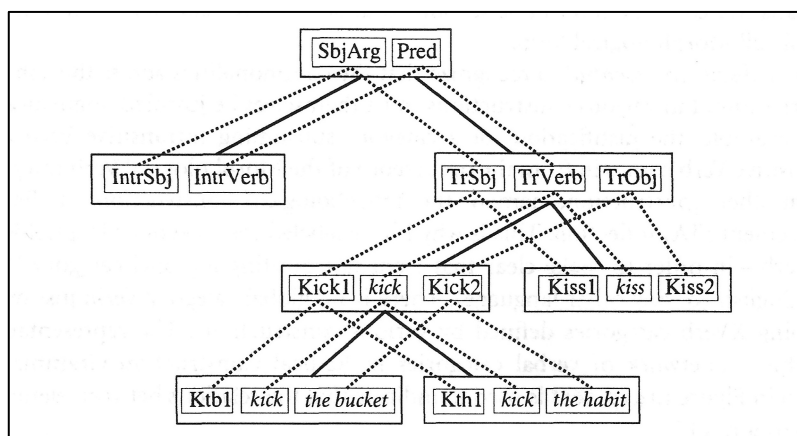 SbjArg Pred
IntrSbj IntrVerb TrSbj TrVerb TrObj
Kick1 kick Kick2 Kiss1 kiss Kiss2
Ktb1 kick the bucket Kth1 kick the habit